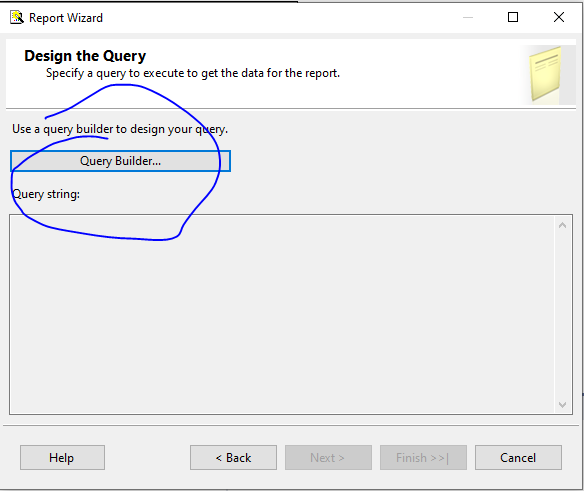 Report Wizard
Design the Query
Specify a query to execute to get the data for the report.
Use a query builder to design your query.
Query Builder...
Query string:
Help
< Back
Next >
Finish >>|
Cancel